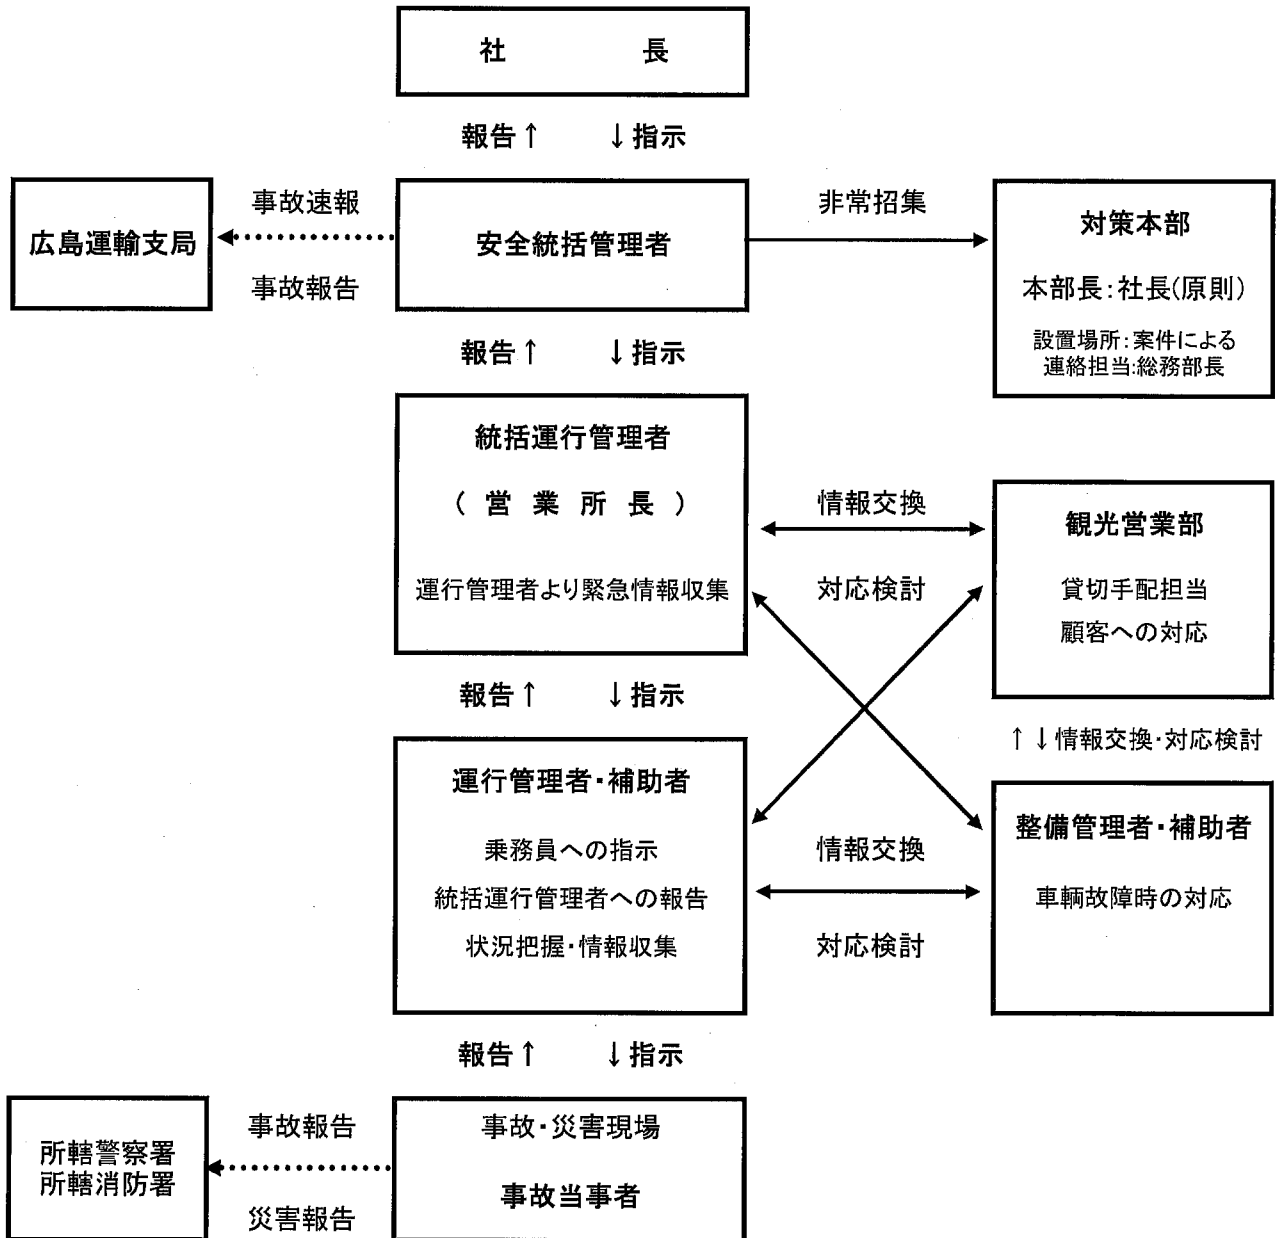 社　長
報告↑　↓指示
広島運輸支局
事故速報
事故報告
安全統括管理者
非常招集
対策本部
本部長:社長(原則)
設置場所:案件による
連絡担当:総務部長
報告↑　↓指示
統括運行管理者
(営業所長)
運行管理者より緊急情報収集
情報交換
対応検討
観光営業部
貸切手配担当
顧客への対応
報告↑　↓指示
↑↓情報交換・対応検討
運行管理者・補助者
乗務員への指示
統括運行管理者への報告
状況把握・情報収集
情報交換
対応検討
整備管理者・補助者
車輌故障時の対応
報告↑　↓指示
所轄警察署
所轄消防署
事故報告
災害報告
事故・災害現場
事故当事者